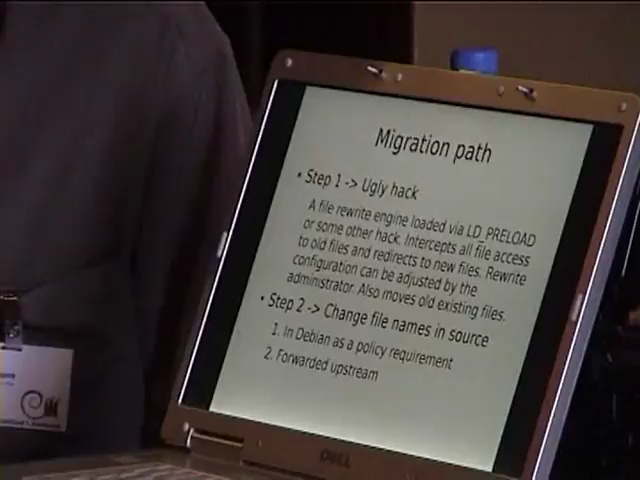 Migration path
• Step 1 -> Ugly hack
A file rewrite engine loaded via LD_PRELOAD
or some other hack. Intercepts all file access
to old files and redirects to new files. Rewrite
configuration can be adjusted by the
administrator. Also moves old existing files.
• Step 2 -> Change file names in source
1. In Debian as a policy requirement
2. Forwarded upstream
DELL